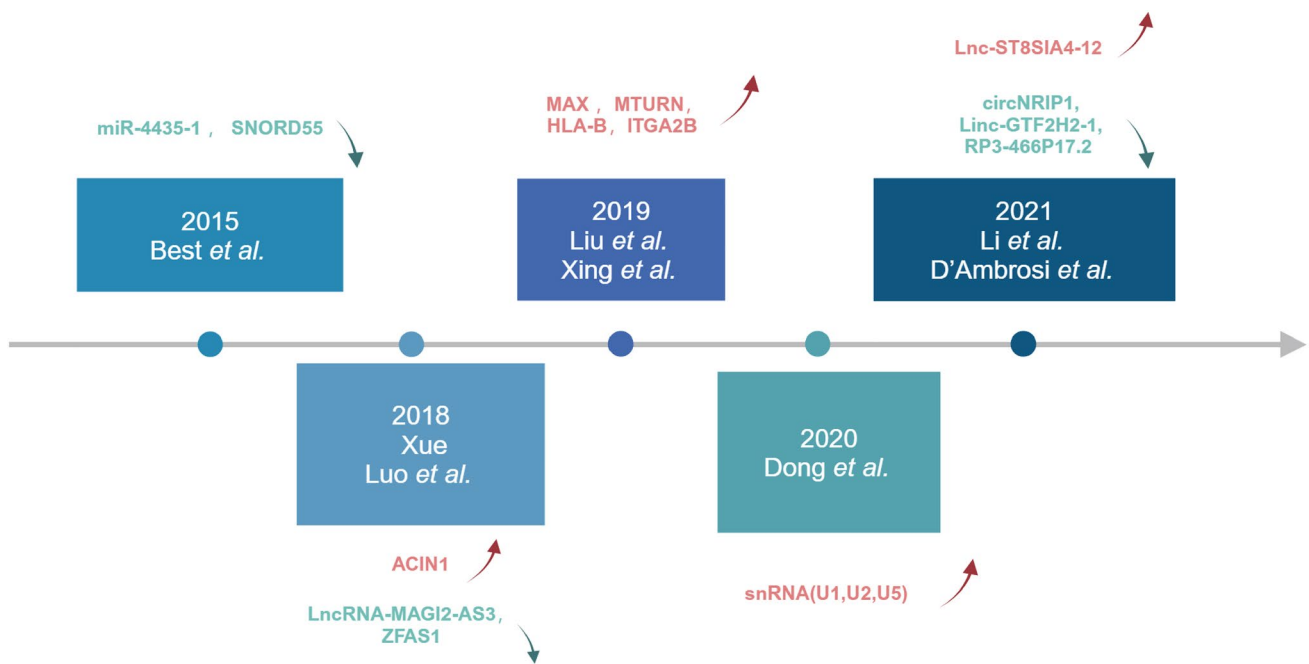 miR-4435-1， SNORD55
2015
Best et al.
2018
Xue
Luo et al.
ACIN1
LncRNA-MAGI2-AS3,
ZFAS1
MAX， MTURN，
HLA-B， ITGA2B
2019
Liu et al.
Xing et al.
2020
Dong et al.
snRNA(U1,U2,U5)
Lnc-ST8SIA4-12
circNRIP1,
Linc-GTF2H2-1,
RP3-466P17.2
2021
Li et al.
D’Ambrosi et al.